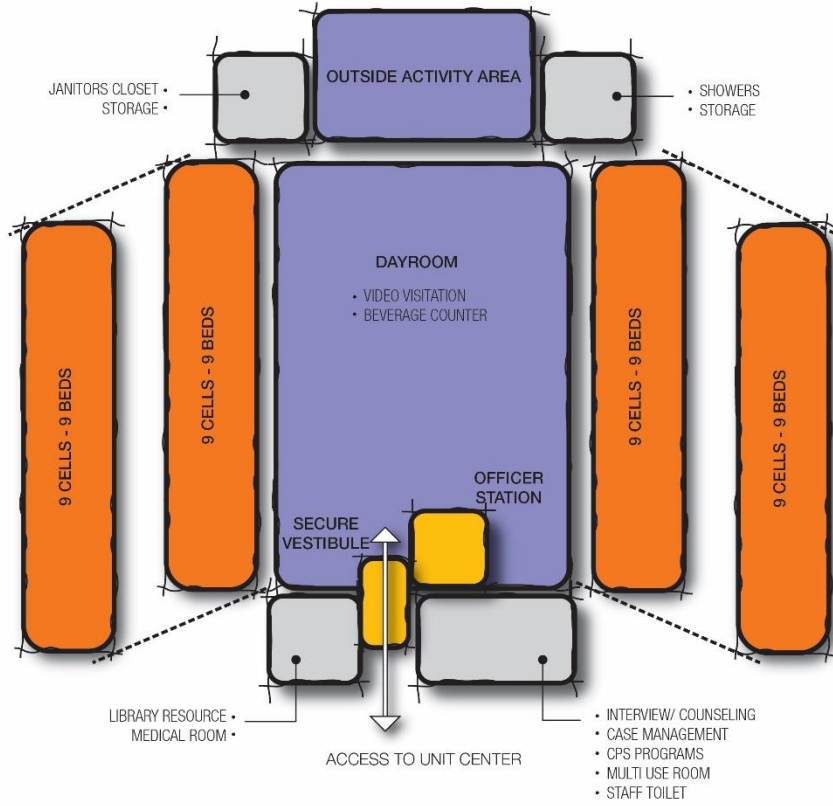 OUTSIDE ACTIVITY AREA
JANITORS CLOSET •
STORAGE •
• SHOWERS
• STORAGE
DAYROOM
• VIDEO VISITATION
• BEVERAGE COUNTER
9 CELLS - 9 BEDS
9 CELLS - 9 BEDS
9 CELLS - 9 BEDS
9 CELLS - 9 BEDS
OFFICER
STATION
SECURE
VESTIBULE
LIBRARY RESOURCE •
MEDICAL ROOM •
ACCESS TO UNIT CENTER
• INTERVIEW/ COUNSELING
• CASE MANAGEMENT
• CPS PROGRAMS
• MULTI USE ROOM
• STAFF TOILET